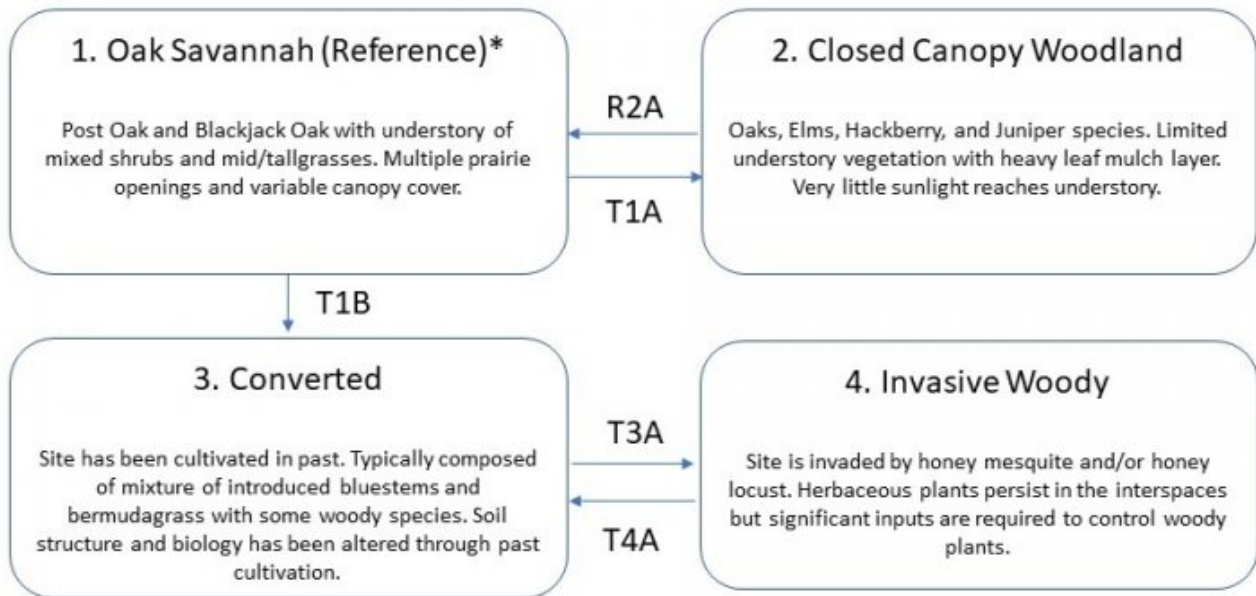 1. Oak Savannah (Reference)*
Post Oak and Blackjack Oak with understory of
mixed shrubs and mid/tallgrasses. Multiple prairie
openings and variable canopy cover.
R2A
T1A
2. Closed Canopy Woodland
Oaks, Elms, Hackberry, and Juniper species. Limited
understory vegetation with heavy leaf mulch layer.
Very little sunlight reaches understory.
T1B
3. Converted
Site has been cultivated in past. Typically composed
of mixture of introduced bluestems and
bermudagrass with some woody species. Soil
structure and biology has been altered through past
cultivation.
T3A
T4A
4. Invasive Woody
Site is invaded by honey mesquite and/or honey
locust. Herbaceous plants persist in the interspaces
but significant inputs are required to control woody
plants.